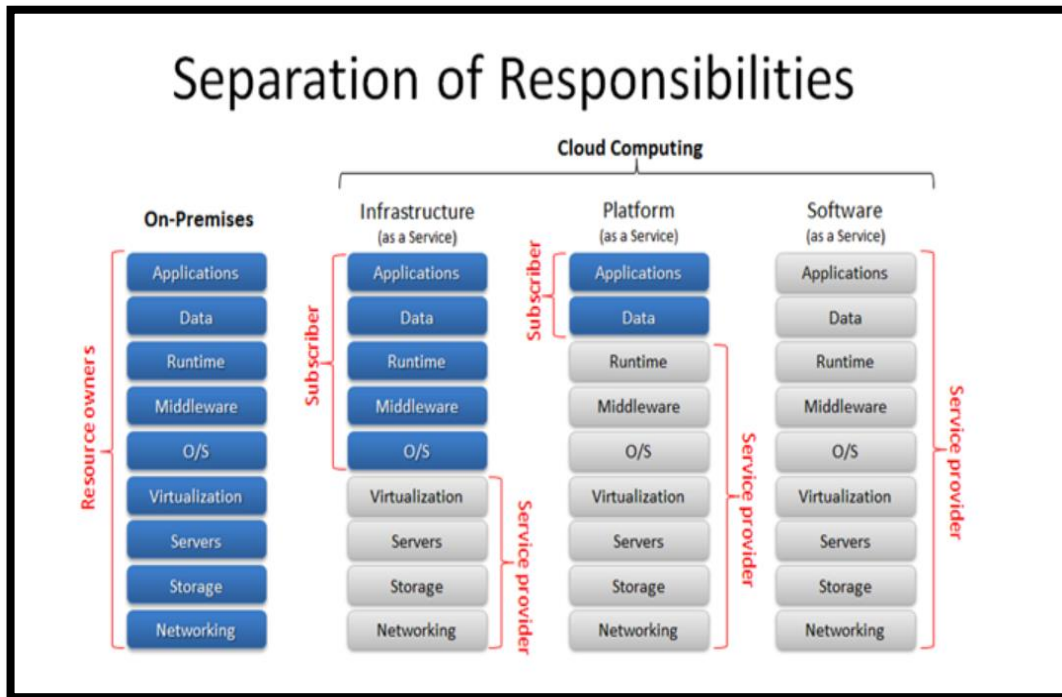 Separation of Responsibilities
Cloud Computing
On-Premises
Resource owners
Applications
Data
Runtime
Middleware
O/S
Virtualization
Servers
Storage
Networking
Infrastructure
(as a Service)
Subscriber
Applications
Data
Runtime
Middleware
O/S
Virtualization
Servers
Storage
Networking
Service provider
Platform
(as a Service)
Subscriber
Applications
Data
Runtime
Middleware
O/S
Virtualization
Servers
Storage
Networking
Service provider
Software
(as a Service)
Applications
Data
Runtime
Middleware
O/S
Virtualization
Servers
Storage
Networking
Service provider